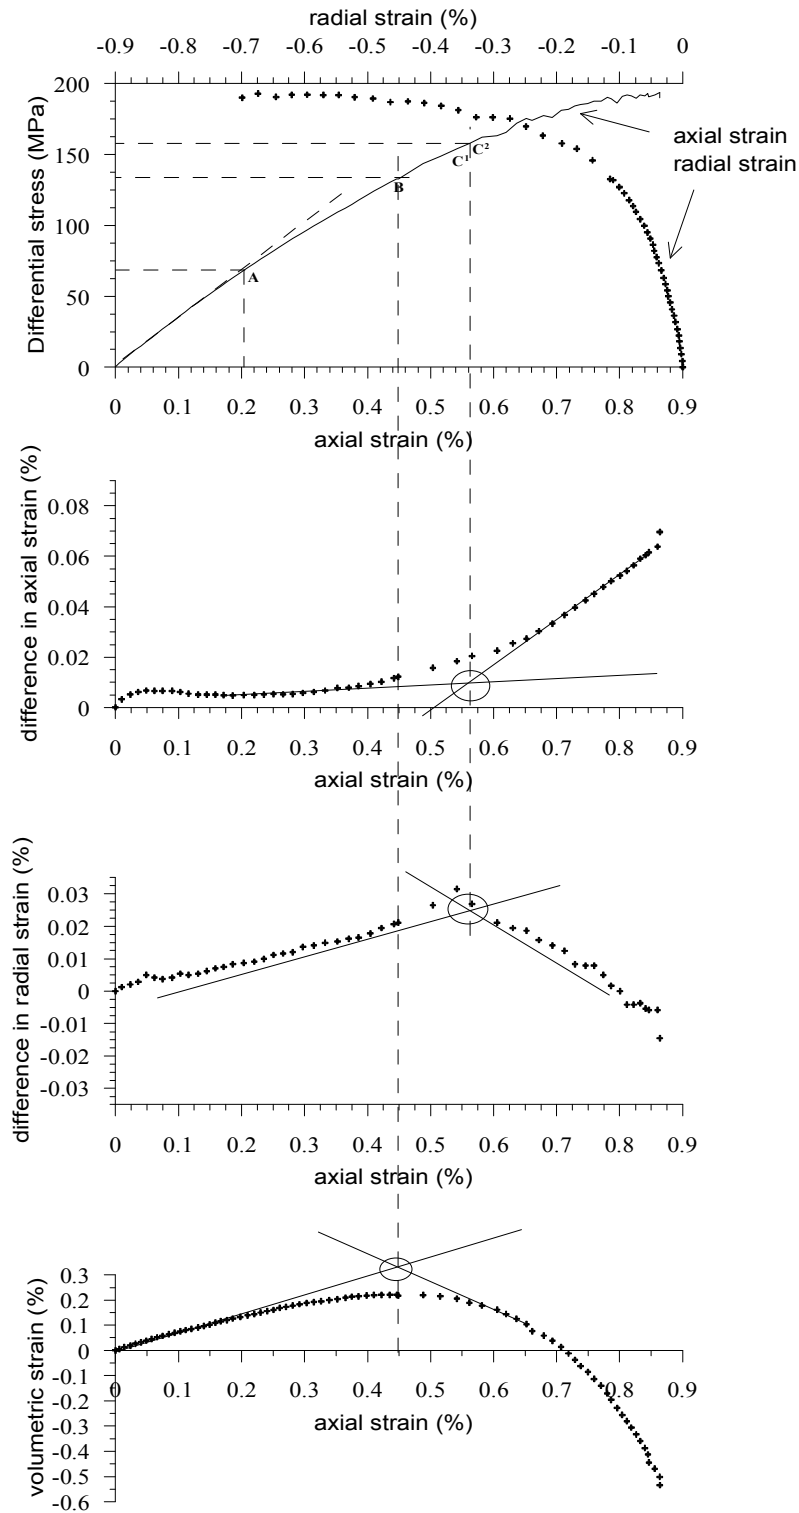 radial strain (%)
-0.9 -0.8 -0.7 -0.6 -0.5 -0.4 -0.3 -0.2 -0.1 0
Differential stress (MPa)
200
150
100
50
0
axial strain
radial strain
A
B
C¹
C²
0 0.1 0.2 0.3 0.4 0.5 0.6 0.7 0.8 0.9
axial strain (%)
difference in axial strain (%)
0.08
0.06
0.04
0.02
0
0 0.1 0.2 0.3 0.4 0.5 0.6 0.7 0.8 0.9
axial strain (%)
difference in radial strain (%)
0.03
0.02
0.01
0
-0.01
-0.02
-0.03
0 0.1 0.2 0.3 0.4 0.5 0.6 0.7 0.8 0.9
axial strain (%)
volumetric strain (%)
0.3
0.2
0.1
0
-0.1
-0.2
-0.3
-0.4
-0.5
-0.6
0 0.1 0.2 0.3 0.4 0.5 0.6 0.7 0.8 0.9
axial strain (%)